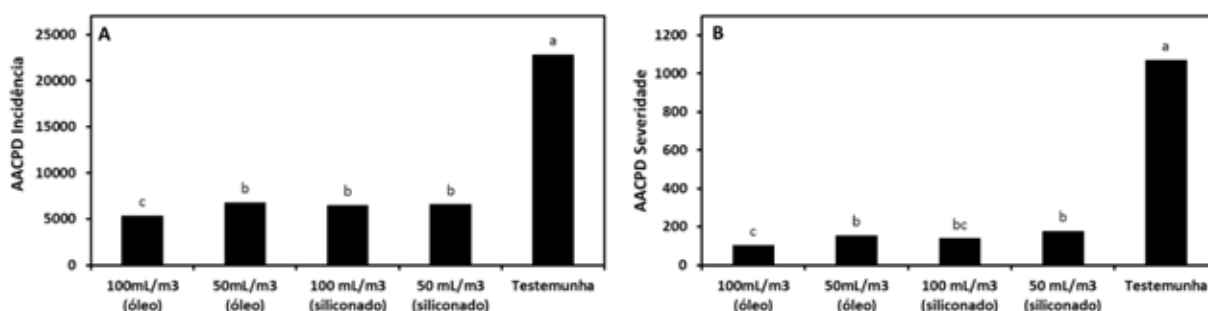 A
AACPD Incidência
25000
20000
15000
10000
5000
0
c
b
b
b
a
100mL/m3 50mL/m3 100 mL/m3 50 mL/m3 Testemunha
(óleo) (óleo) (siliconado) (siliconado)
B
AACPD Severidade
1200
1000
800
600
400
200
0
c
b
bc
b
a
100mL/m3 50mL/m3 100 mL/m3 50 mL/m3 Testemunha
(óleo) (óleo) (siliconado) (siliconado)